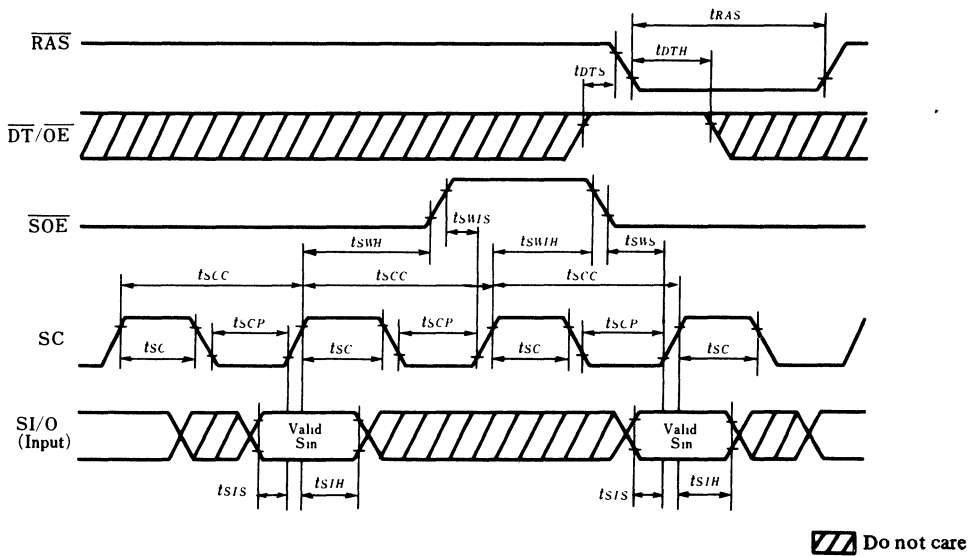 tRAS
RAS
tDTH
tDTS
DT/OE
SOE
tSWIS
tSWH
tSWIH
tSWS
tSCC
tSCC
tSCC
SC
tSCP
tSCP
tSCP
tSC
tSC
tSC
tSC
SI/O
(Input)
Valid
Sin
Valid
Sin
tSIS
tSIH
tSIS
tSIH
Do not care